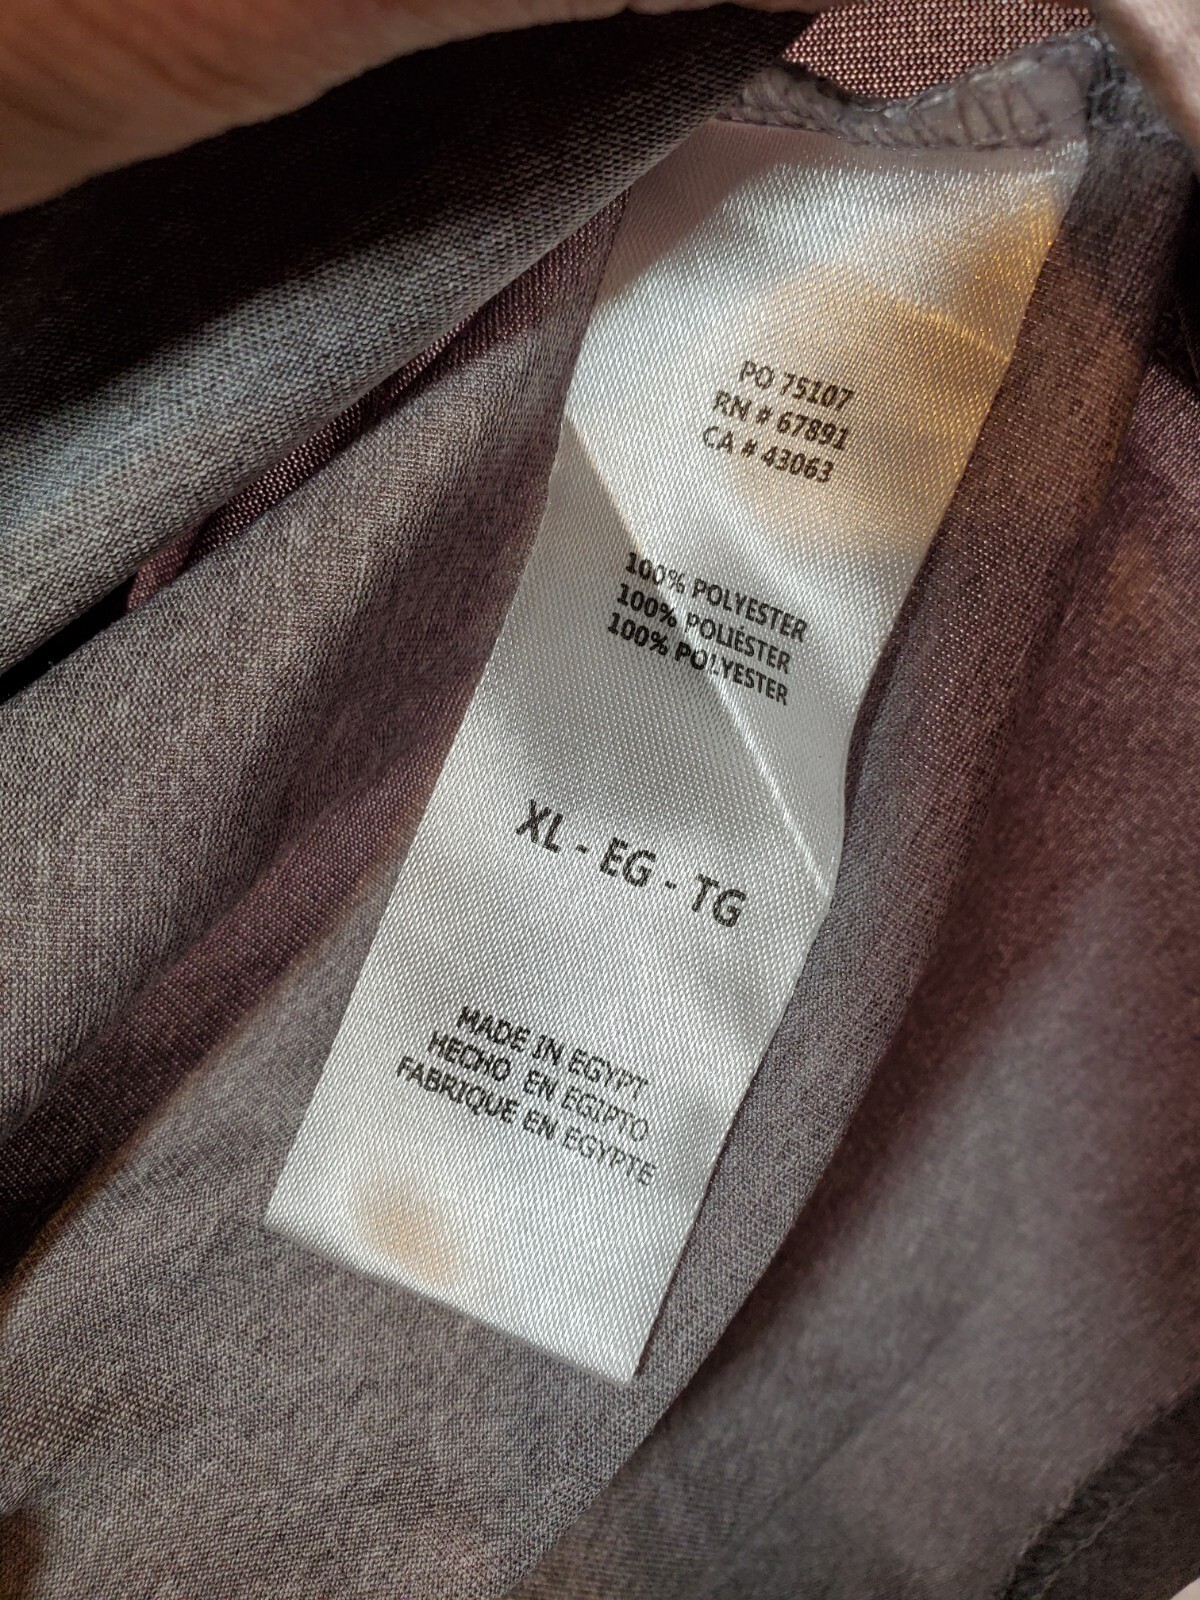 PO 75107
RN # 67891
CA # 43063
100% POLYESTER
100% POLIÉSTER
100% POLYESTER
XL - EG - TG
MADE IN EGYPT
HECHO EN EGIPTO
FABRIQUE EN EGYPTE